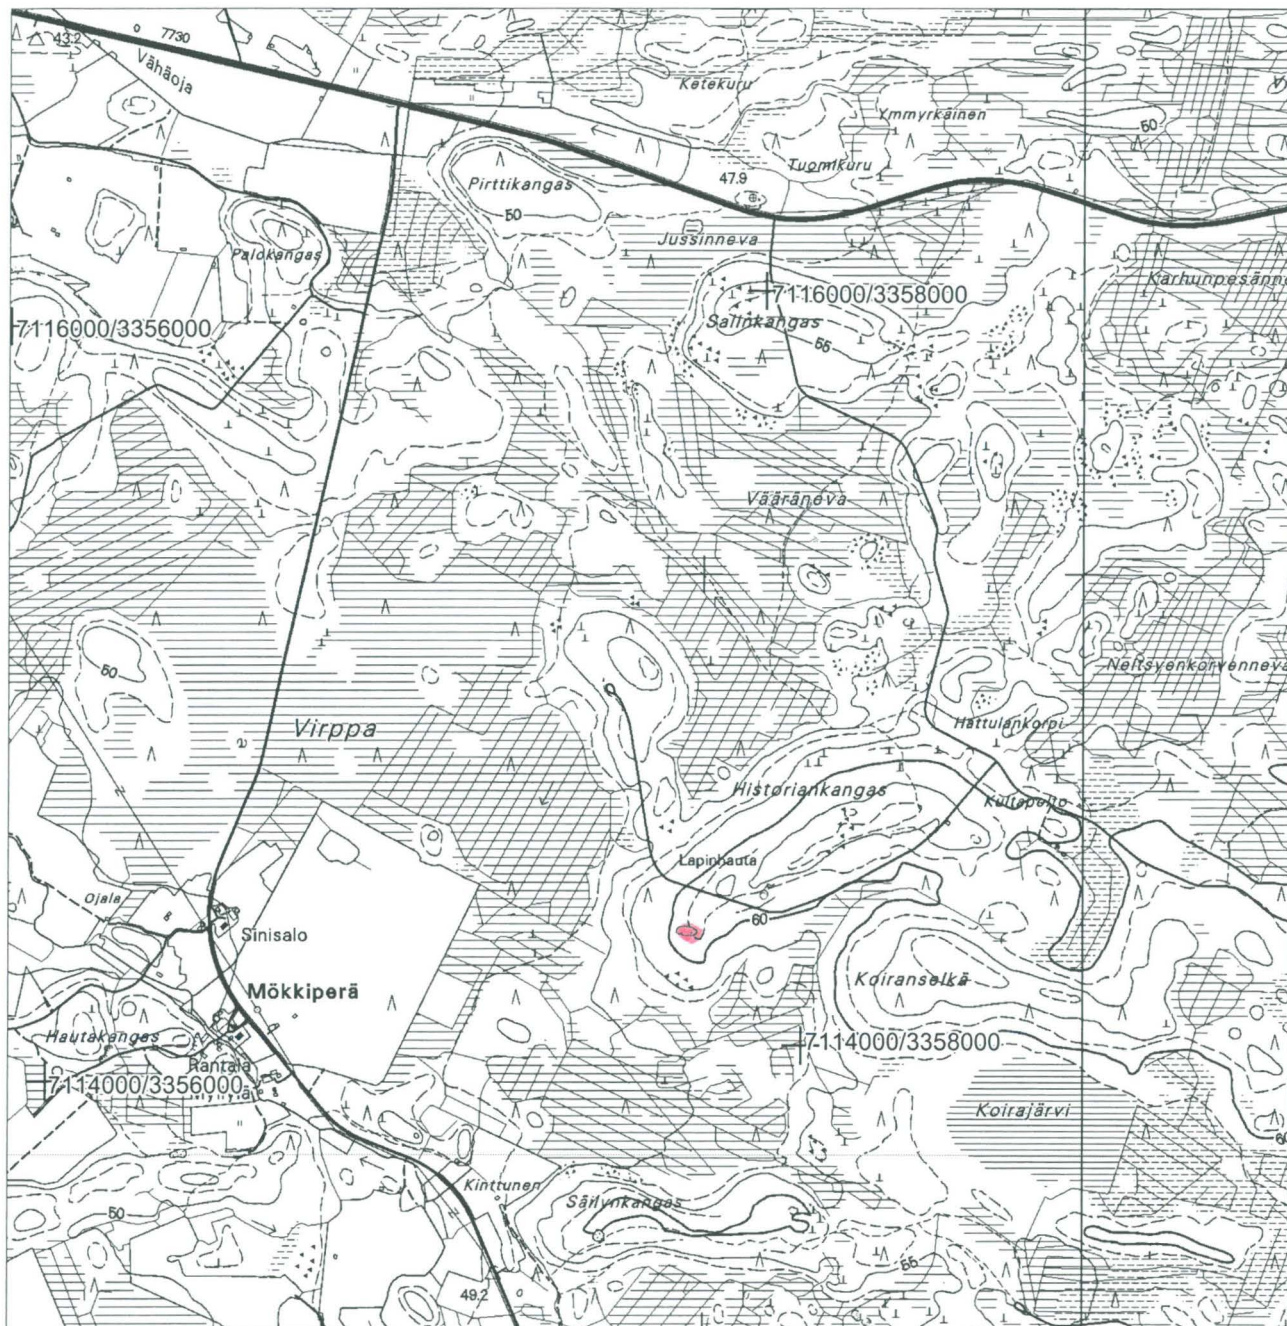 43.2
7730
Vähäoja
Ketekuru
Ymmyrkäinen
50
Tuomikuru
Pirttikangas
50
47.9
Jussinneva
Palokangas
Karhunpesänn
7116000/3358000
Salinkangas
7116000/3356000
55
Vääräneva
50
Neitsyenkorvenneva
Virppa
Hattulankorpi
Historiankangas
Kultapelto
Lapinhauta
Ojala
60
Sinisalo
Koiranselkä
Mökkiperä
Hautakangas
7114000/3358000
Rantala
7114000/3356000
Koirajärvi
Kinttunen
Säilynkangas
50
55
49.2